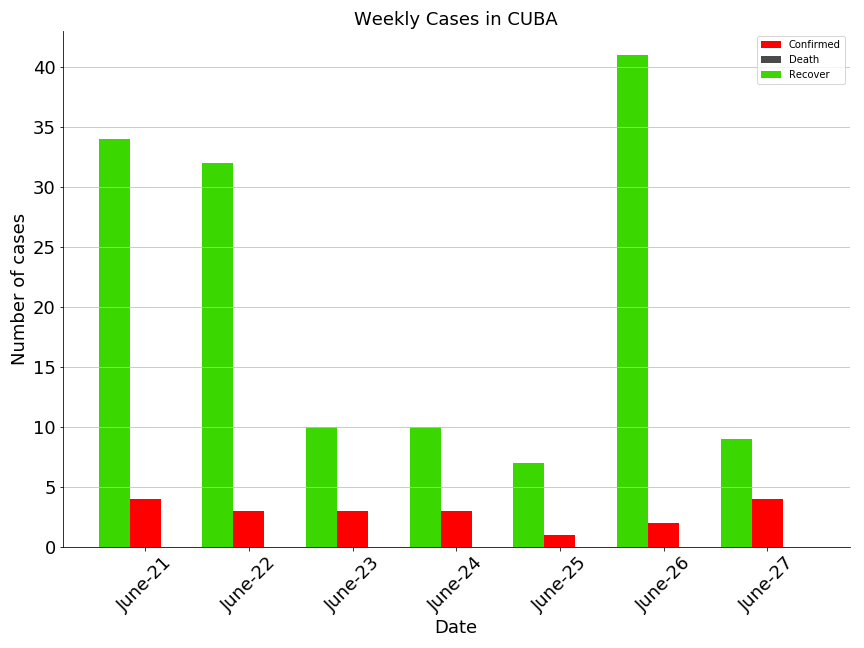 Weekly Cases in CUBA
Confirmed
Death
Recover
Number of cases
40
35
30
25
20
15
10
5
0
June-21
June-22
June-23
June-24
June-25
June-26
June-27
Date